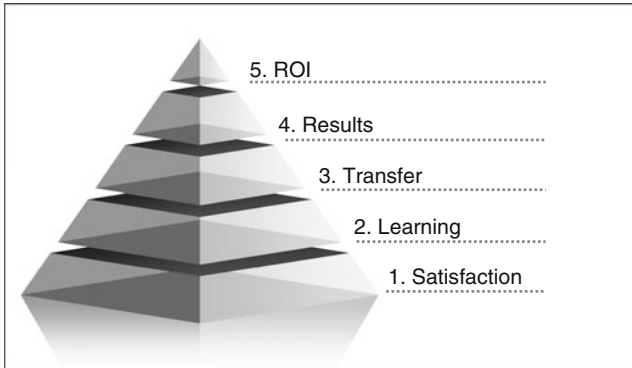 5. ROI
4. Results
3. Transfer
2. Learning
1. Satisfaction